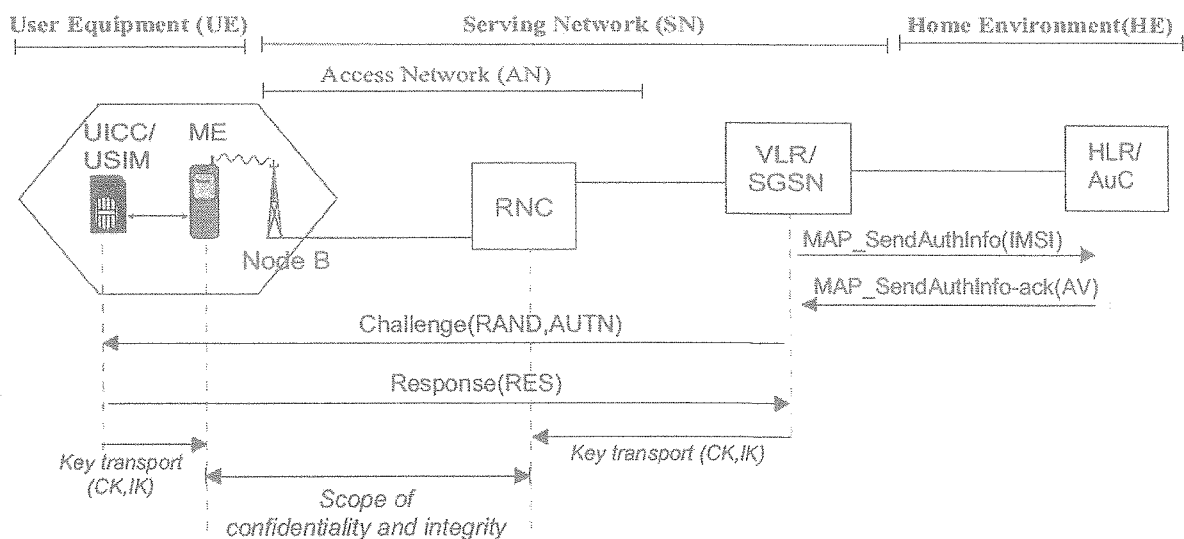 User Equipment (UE)
Serving Network (SN)
Home Environment(HE)
Access Network (AN)
UICC/
USIM
ME
Node B
RNC
VLR/
SGSN
HLR/
AuC
MAP_SendAuthInfo(IMSI)
MAP_SendAuthInfo-ack(AV)
Challenge(RAND,AUTN)
Response(RES)
Key transport
(CK,IK)
Key transport (CK,IK)
Scope of
confidentiality and integrity